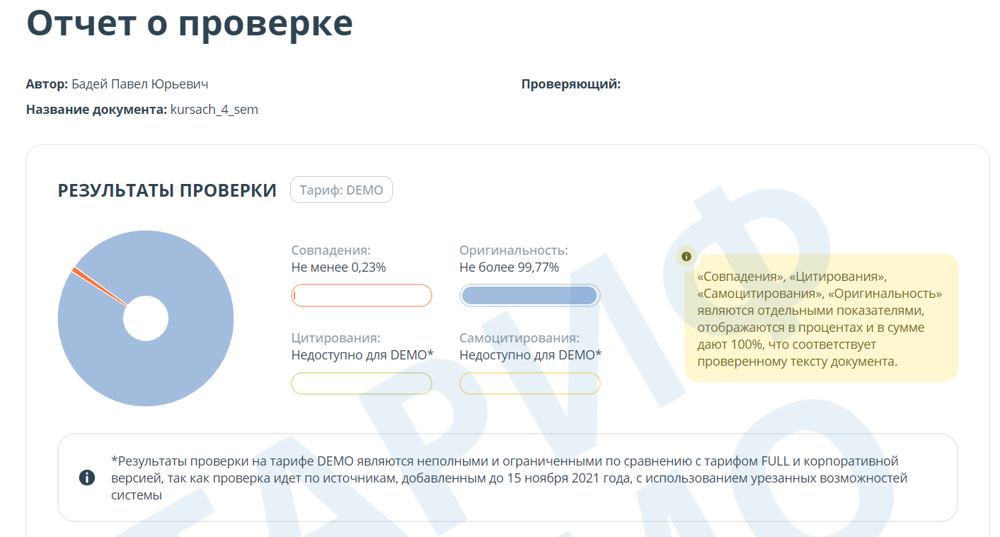 Отчет о проверке
Автор: Бадей Павел Юрьевич
Проверяющий:
Название документа: kursach_4_sem
РЕЗУЛЬТАТЫ ПРОВЕРКИ
Тариф: DEMO
Совпадения:
Не менее 0,23%
Оригинальность:
Не более 99,77%
Цитирования:
Недоступно для DEMO*
Самоцитирования:
Недоступно для DEMO*
«Совпадения», «Цитирования»,
«Самоцитирования», «Оригинальность»
являются отдельными показателями,
отображаются в процентах и в сумме
дают 100%, что соответствует
проверенному тексту документа.
*Результаты проверки на тарифе DEMO являются неполными и ограниченными по сравнению с тарифом FULL и корпоративной
версией, так как проверка идет по источникам, добавленным до 15 ноября 2021 года, с использованием урезанных возможностей
системы
ТАРИФ
МО